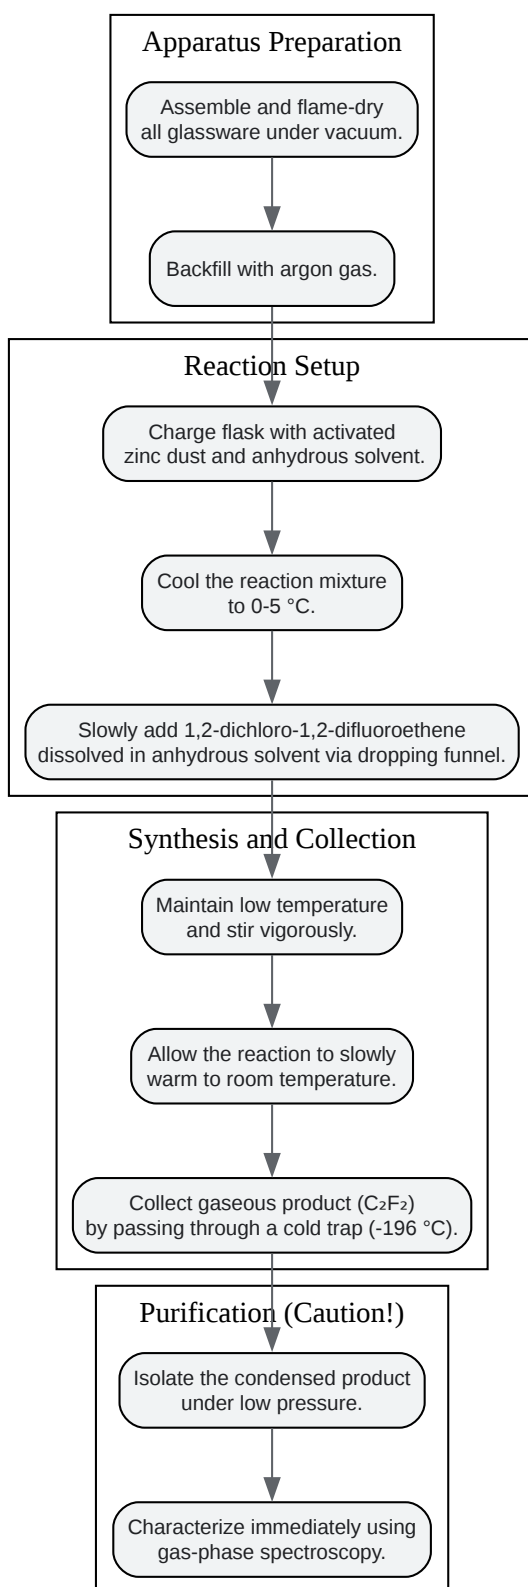 Apparatus Preparation
Assemble and flame-dry
all glassware under vacuum.
Backfill with argon gas.
Reaction Setup
Charge flask with activated
zinc dust and anhydrous solvent.
Cool the reaction mixture
to 0-5 °C.
Slowly add 1,2-dichloro-1,2-difluoroethene
dissolved in anhydrous solvent via dropping funnel.
Synthesis and Collection
Maintain low temperature
and stir vigorously.
Allow the reaction to slowly
warm to room temperature.
Collect gaseous product (C₂F₂)
by passing through a cold trap (-196 °C).
Purification (Caution!)
Isolate the condensed product
under low pressure.
Characterize immediately using
gas-phase spectroscopy.